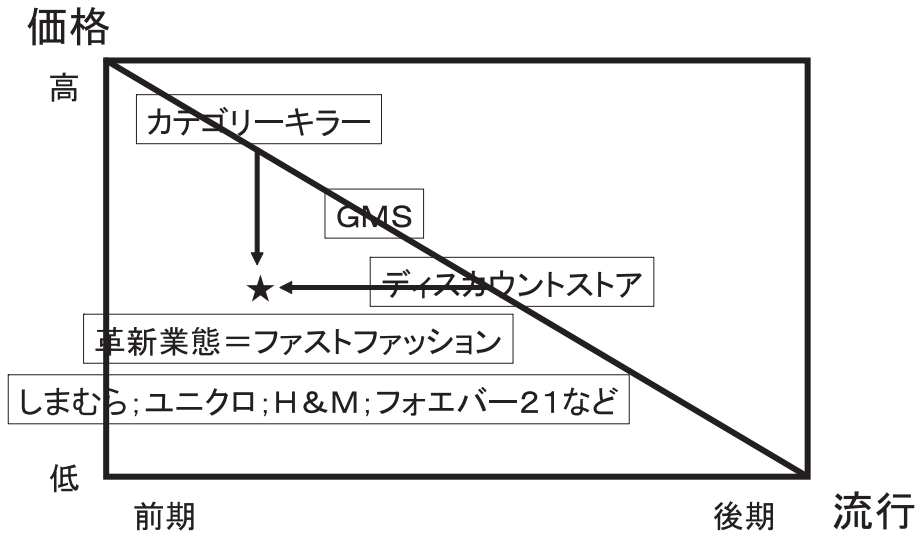 価格
高
カテゴリーキラー
GMS
ディスカウントストア
★
革新業態＝ファストファッション
しまむら；ユニクロ；H＆M；フォエバー21など
低
前期
後期
流行